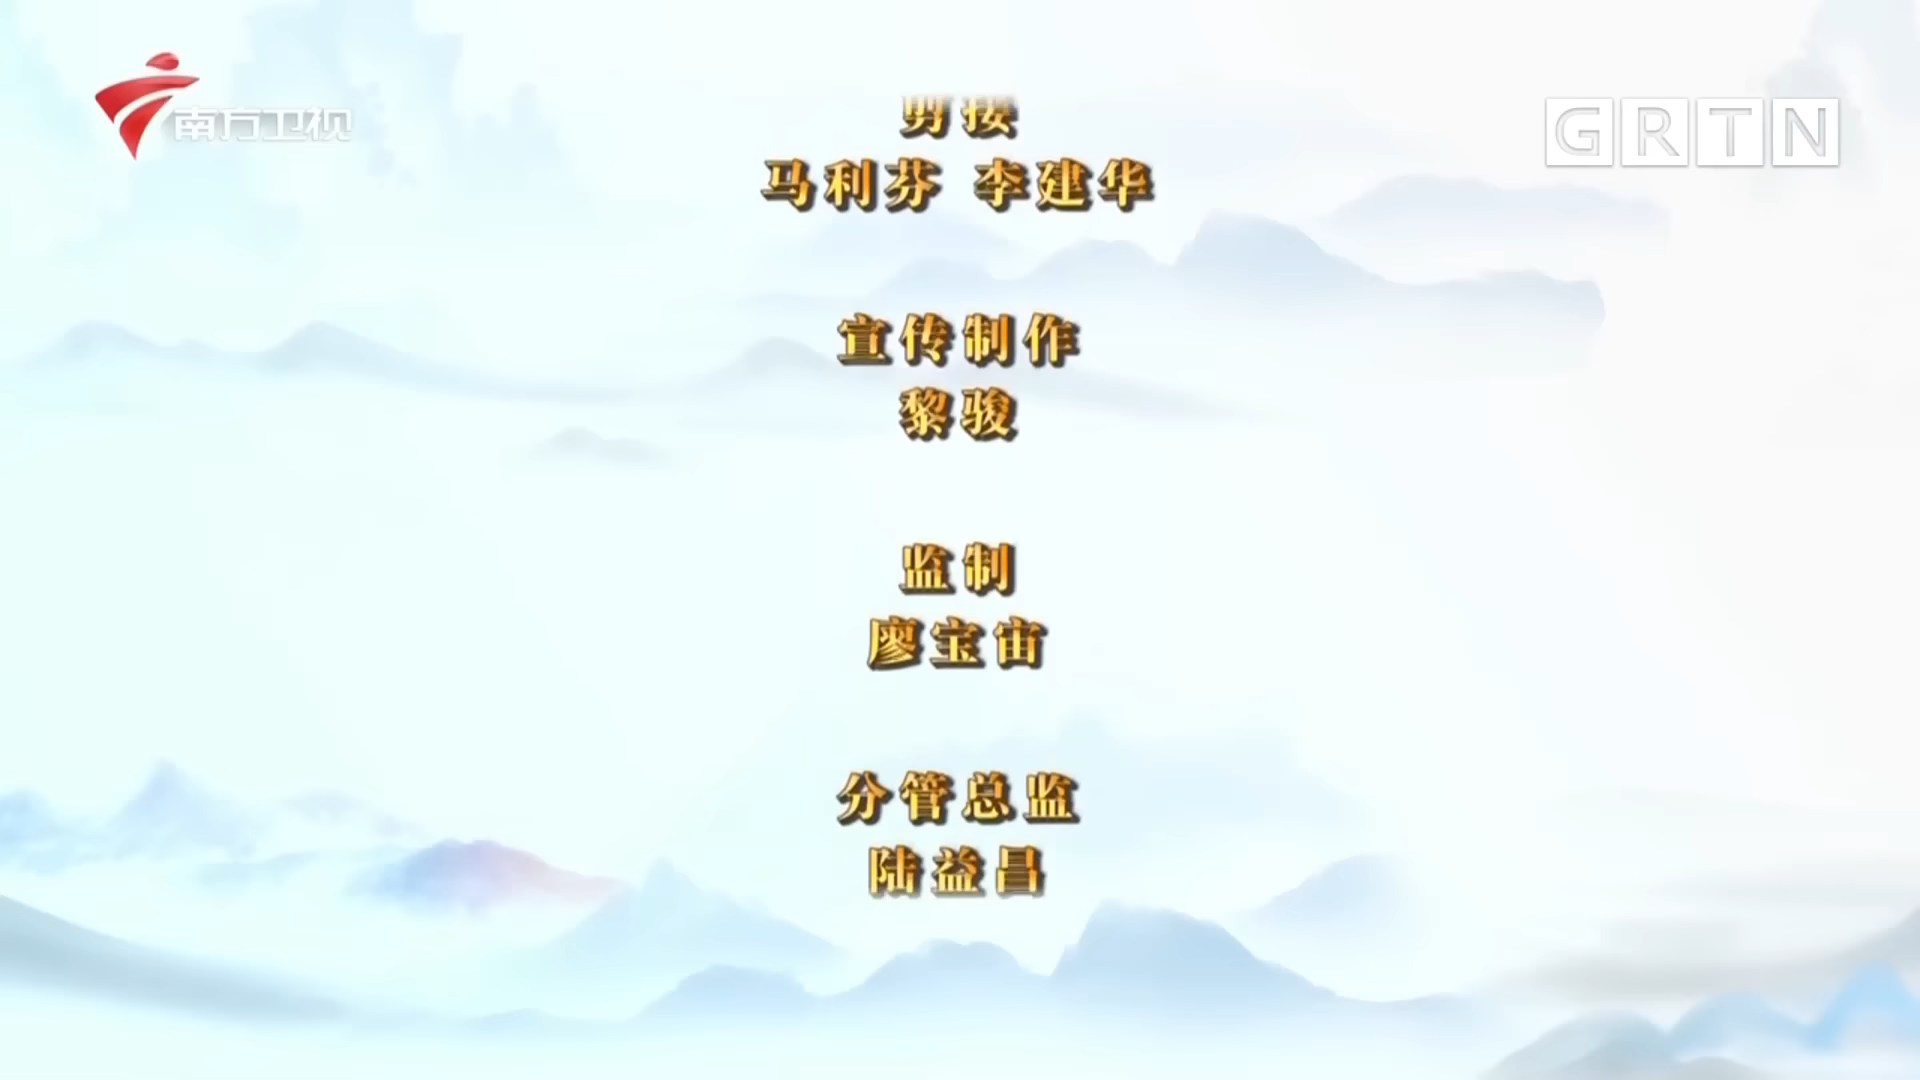 南方卫视
GRTN
剪接
马利芬 李建华
宣传制作
黎骏
监制
廖宝宙
分管总监
陆益昌